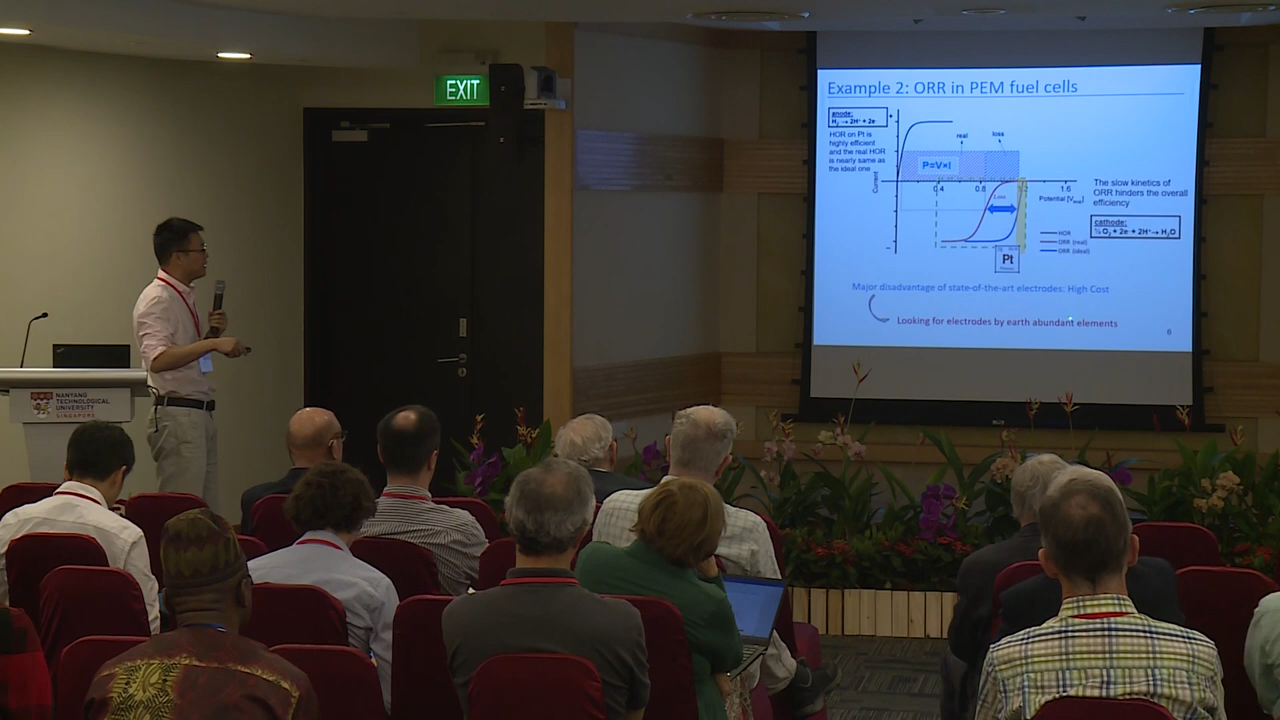 EXIT
Example 2: ORR in PEM fuel cells
anode:
H₂ → 2H⁺ + 2e⁻
HOR on Pt is
highly efficient
and the real HOR
is nearly same as
the ideal one
real
loss
P=V×I
Current
0.4
0.8
1.6
Potential [V
Loss
HOR
ORR (real)
ORR (ideal)
Pt
The slow kinetics of
ORR hinders the overall
efficiency
cathode:
½ O₂ + 2e⁻ + 2H⁺→ H₂O
Major disadvantage of state-of-the-art electrodes: High Cost
Looking for electrodes by earth abundant elements
6
NANYANG
TECHNOLOGICAL
UNIVERSITY
SINGAPORE